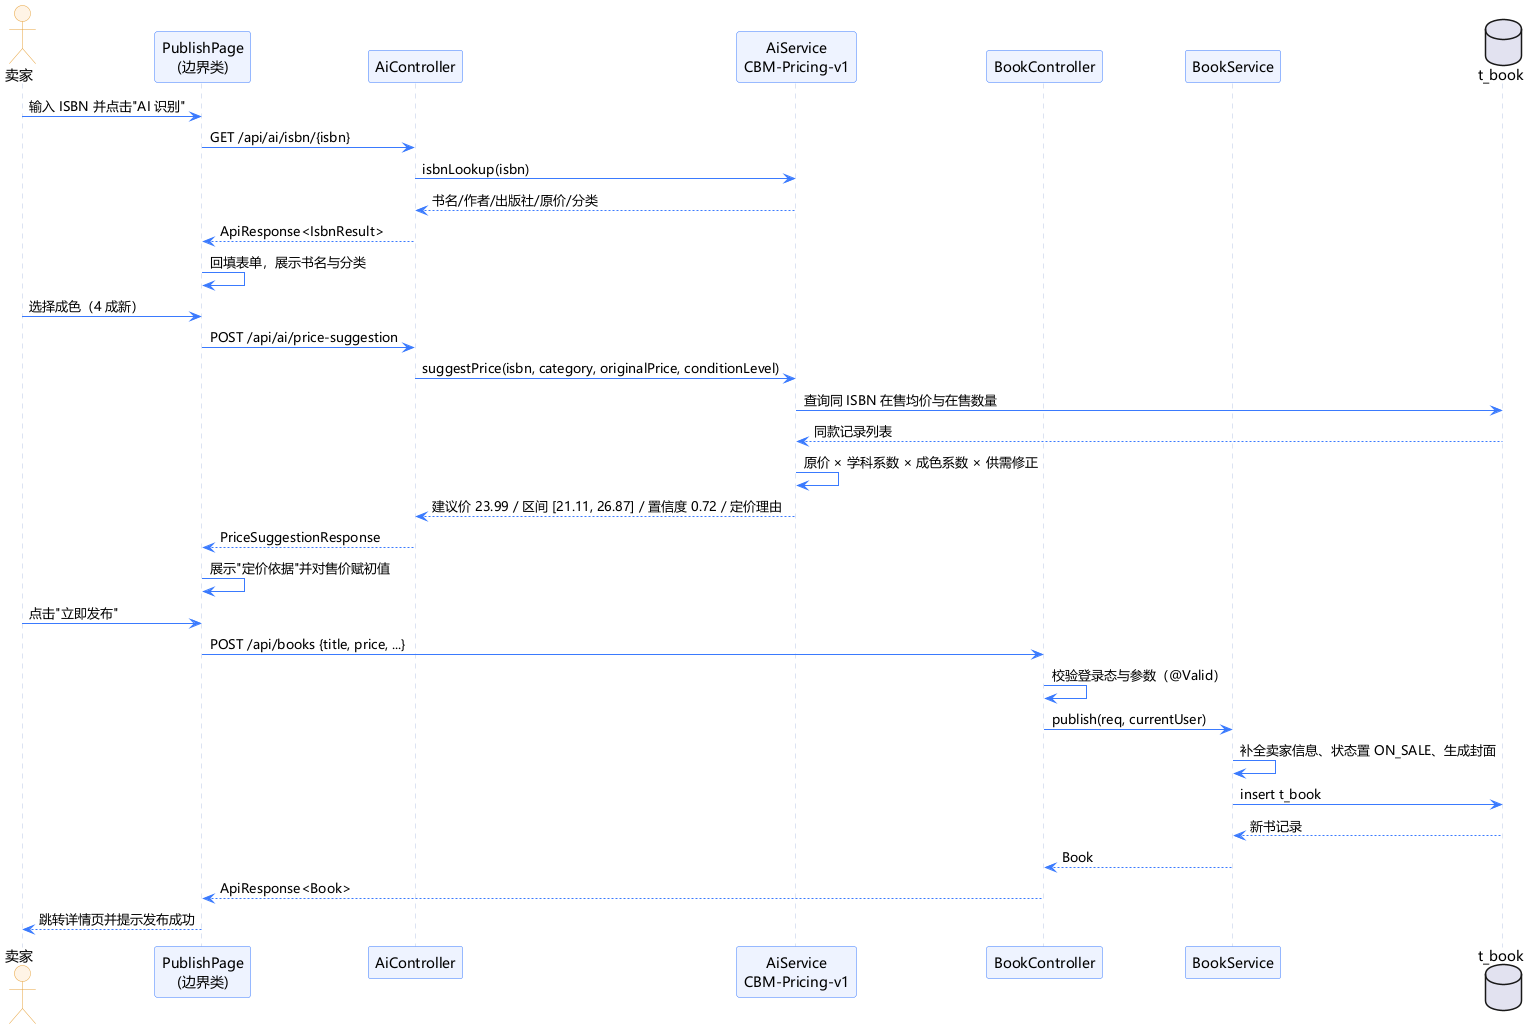 卖家
PublishPage
(边界类)
AiController
AiService
CBM-Pricing-v1
BookController
BookService
t_book
输入 ISBN 并点击"AI 识别"
GET /api/ai/isbn/{isbn}
isbnLookup(isbn)
书名/作者/出版社/原价/分类
ApiResponse<IsbnResult>
回填表单，展示书名与分类
选择成色（4 成新）
POST /api/ai/price-suggestion
suggestPrice(isbn, category, originalPrice, conditionLevel)
查询同 ISBN 在售均价与在售数量
同款记录列表
原价 × 学科系数 × 成色系数 × 供需修正
建议价 23.99 / 区间 [21.11, 26.87] / 置信度 0.72 / 定价理由
PriceSuggestionResponse
展示"定价依据"并对售价赋初值
点击"立即发布"
POST /api/books {title, price, ...}
校验登录态与参数（@Valid）
publish(req, currentUser)
补全卖家信息、状态置 ON_SALE、生成封面
insert t_book
新书记录
Book
ApiResponse<Book>
跳转详情页并提示发布成功
卖家
PublishPage
(边界类)
AiController
AiService
CBM-Pricing-v1
BookController
BookService
t_book